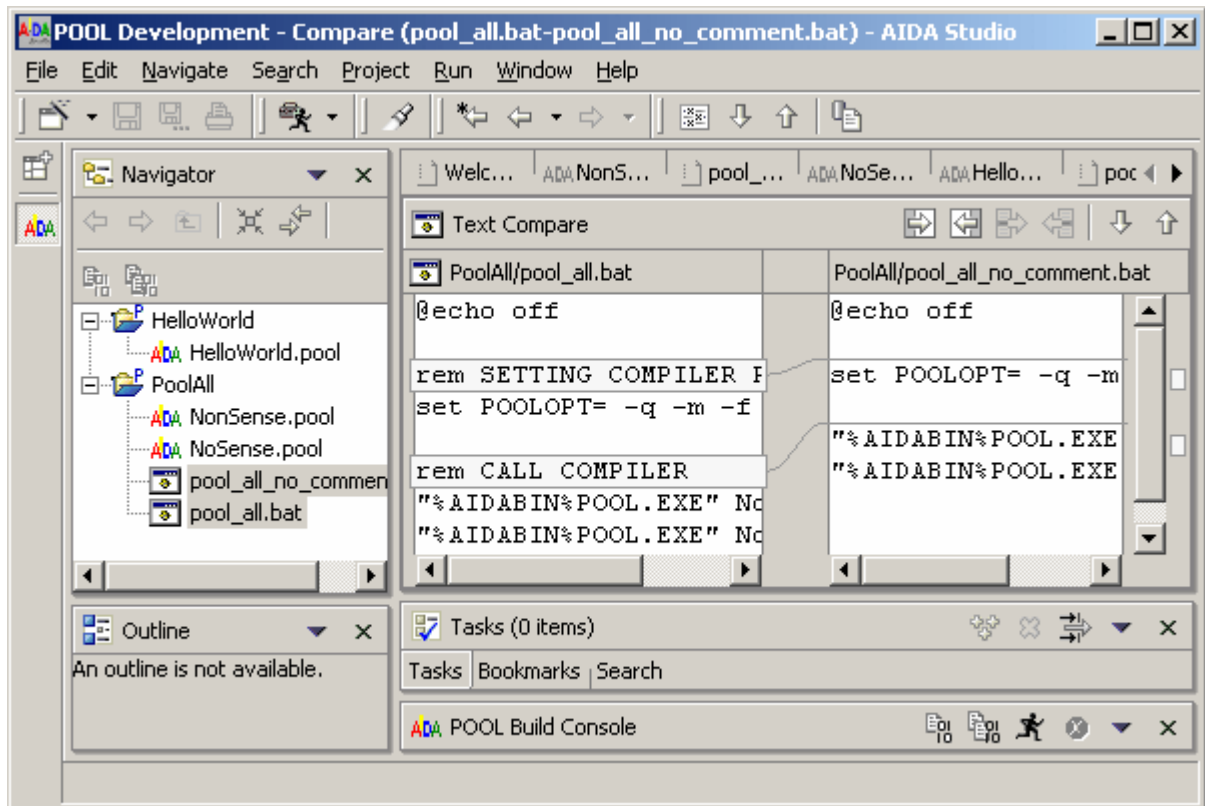 POOL Development - Compare (pool_all.bat-pool_all_no_comment.bat) - AIDA Studio
File Edit Navigate Search Project Run Window Help
Navigator
Welc... NonS... pool_... NoSe... Hello... poc
Text Compare
PoolAll/pool_all.bat
PoolAll/pool_all_no_comment.bat
HelloWorld
HelloWorld.pool
PoolAll
NonSense.pool
NoSense.pool
pool_all_no_commen
pool_all.bat
@echo off
rem SETTING COMPILER P
set POOLOPT= -q -m -f
rem CALL COMPILER
"%AIDABIN%POOL.EXE" No
"%AIDABIN%POOL.EXE" No
@echo off
set POOLOPT= -q -m
"%AIDABIN%POOL.EXE
"%AIDABIN%POOL.EXE
Outline
An outline is not available.
Tasks (0 items)
Tasks Bookmarks Search
POOL Build Console